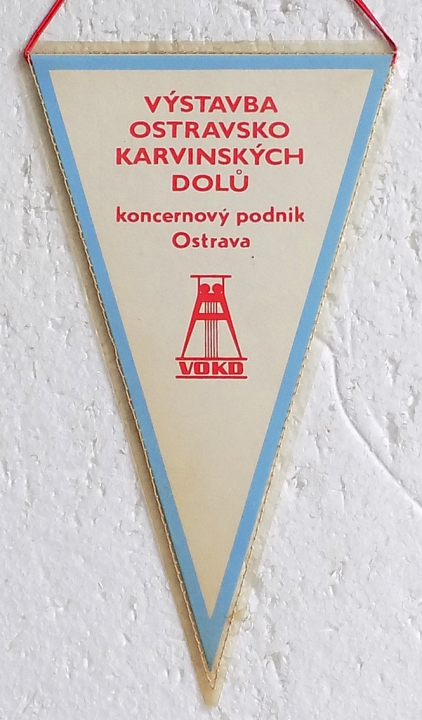 VÝSTAVBA
OSTRAVSKO
KARVINSKÝCH
DOLŮ
koncernový podnik
Ostrava
VOKD